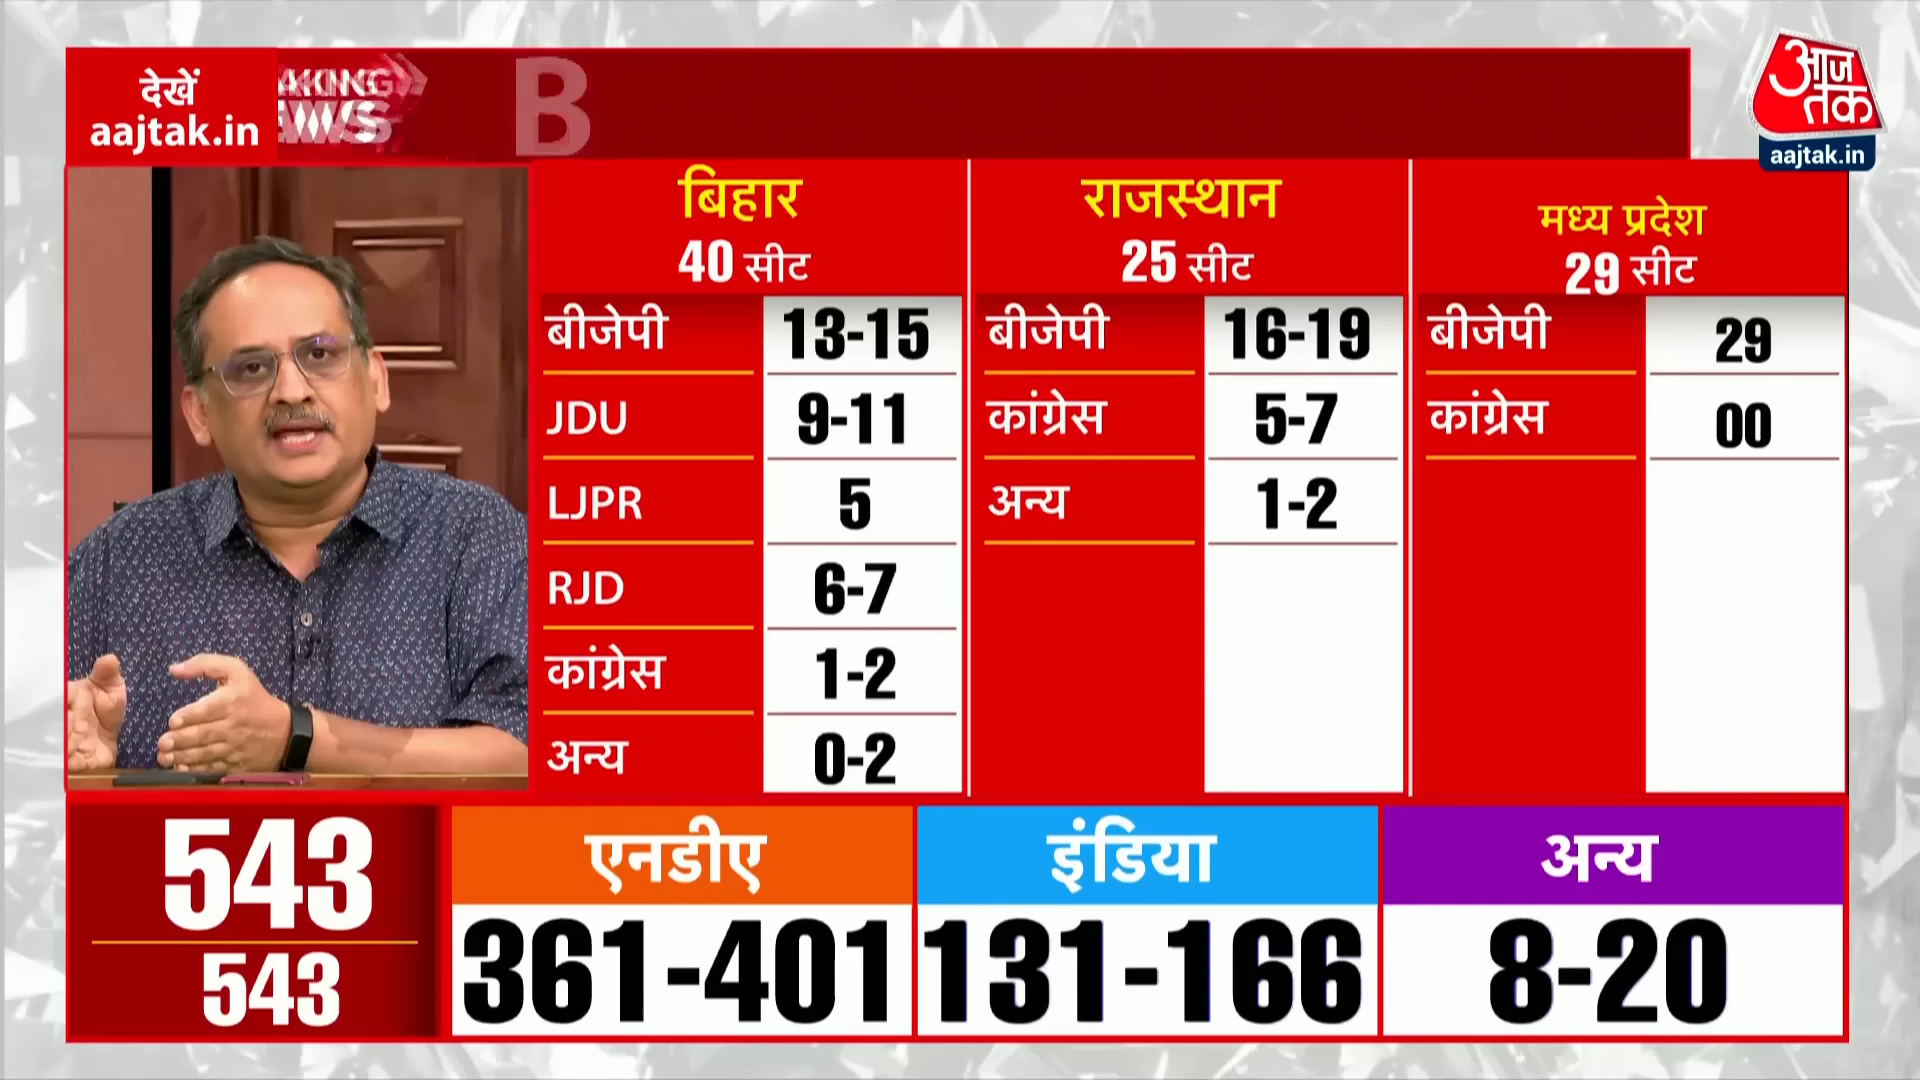 देखें
aajtak.in
AKING
EWS
B
आज
तक
aajtak.in
बिहार
40 सीट
बीजेपी 13-15
JDU 9-11
LJPR 5
RJD 6-7
कांग्रेस 1-2
अन्य 0-2
राजस्थान
25 सीट
बीजेपी 16-19
कांग्रेस 5-7
अन्य 1-2
मध्य प्रदेश
29 सीट
बीजेपी 29
कांग्रेस 00
543
543
एनडीए
361-401
इंडिया
131-166
अन्य
8-20